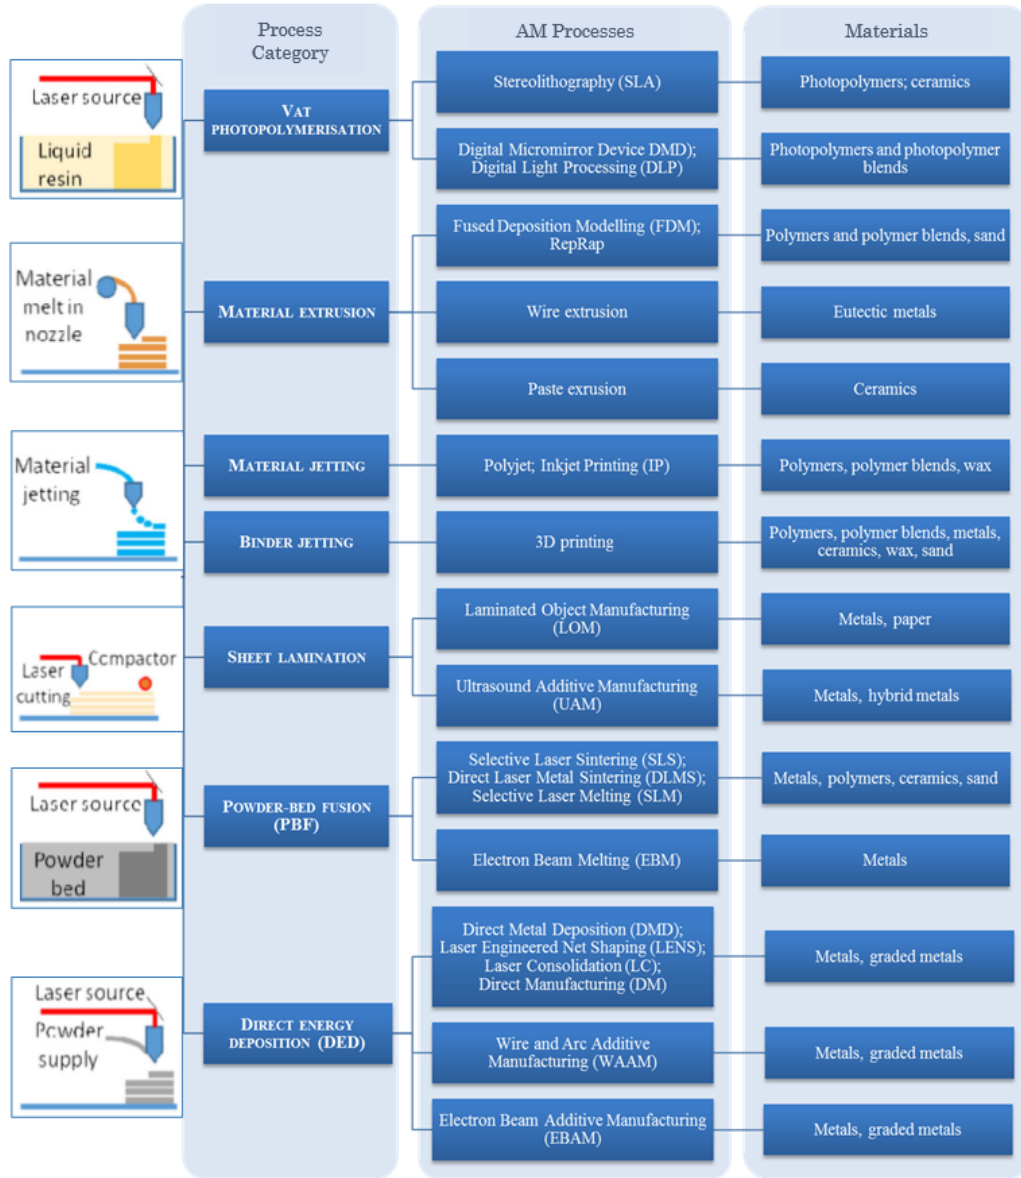 Process
Category
AM Processes
Materials
Laser source
Liquid
resin
VAT
PHOTOPOLYMERISATION
Stereolithography (SLA)
Photopolymers; ceramics
Digital Micromirror Device DMD);
Digital Light Processing (DLP)
Photopolymers and photopolymer
blends
Material
melt in
nozzle
MATERIAL EXTRUSION
Fused Deposition Modelling (FDM);
RepRap
Polymers and polymer blends, sand
Wire extrusion
Eutectic metals
Paste exrusion
Ceramics
Material
jetting
MATERIAL JETTING
Polyjet; Inkjet Printing (IP)
Polymers, polymer blends, wax
BINDER JETTING
3D printing
Polymers, polymer blends, metals,
ceramics, wax, sand
Laser
cutting
Compactor
SHEET LAMINATION
Laminated Object Manufacturing
(LOM)
Metals, paper
Ultrasound Additive Manufacturing
(UAM)
Metals, hybrid metals
Laser source
Powder
bed
POWDER-BED FUSION
(PBF)
Selective Laser Sintering (SLS)
Direct Laser Metal Sintering (DLMS);
Selective Laser Melting (SLM)
Metals, polymers, ceramics, sand
Electron Beam Melting (EBM)
Metals
Laser source
Powder
supply
DIRECT ENERGY
DEPOSITION (DED)
Direct Metal Deposition (DMD);
Laser Engineered Net Shaping (LENS);
Laser Consolidation (LC);
Direct Manufacturing (DM)
Metals, graded metals
Wire and Arc Additive
Manufacturing (WAAM)
Metals, graded metals
Electron Beam Additive Manufacturing
(EBAM)
Metals, graded metals